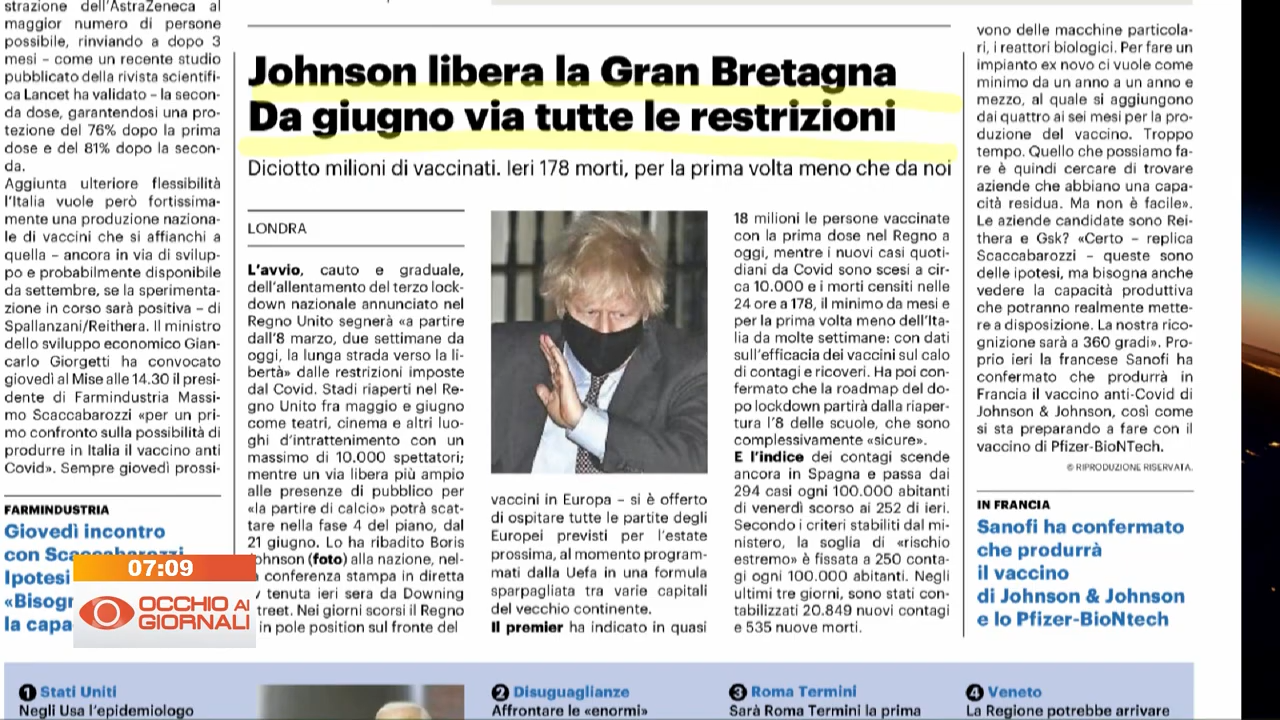 strazione dell'AstraZeneca al
maggior numero di persone
possibile, rinviando a dopo 3
mesi – come un recente studio
pubblicato della rivista scientifi-
ca Lancet ha validato – la secon-
da dose, garantendosi una pro-
tezione del 76% dopo la prima
dose e del 81% dopo la secon-
da.
Aggiunta ulteriore flessibilità
l'Italia vuole però fortissima-
mente una produzione naziona-
le di vaccini che si affianchi a
quella – ancora in via di svilup-
po e probabilmente disponibile
da settembre, se la sperimenta-
zione in corso sarà positiva – di
Spallanzani/Reithera. Il ministro
dello sviluppo economico Gian-
carlo Giorgetti ha convocato
giovedì al Mise alle 14.30 il presi-
dente di Farmindustria Massi-
mo Scaccabarozzi «per un pri-
mo confronto sulla possibilità di
produrre in Italia il vaccino anti
Covid». Sempre giovedì prossi-
FARMINDUSTRIA
Giovedì incontro
con Scaccabarozzi
Ipotesi
«Bisogn
la capa
07:09
OCCHIO AI
GIORNALI
Johnson libera la Gran Bretagna
Da giugno via tutte le restrizioni
Diciotto milioni di vaccinati. Ieri 178 morti, per la prima volta meno che da noi
LONDRA
L'avvio, cauto e graduale,
dell'allentamento del terzo lock-
down nazionale annunciato nel
Regno Unito segnerà «a partire
dall'8 marzo, due settimane da
oggi, la lunga strada verso la li-
bertà» dalle restrizioni imposte
dal Covid. Stadi riaperti nel Re-
gno Unito fra maggio e giugno
come teatri, cinema e altri luo-
ghi d'intrattenimento con un
massimo di 10.000 spettatori;
mentre un via libera più ampio
alle presenze di pubblico per
«la partire di calcio» potrà scat-
tare nella fase 4 del piano, dal
21 giugno. Lo ha ribadito Boris
Johnson (foto) alla nazione, nel-
conferenza stampa in diretta
tenuta ieri sera da Downing
treet. Nei giorni scorsi il Regno
in pole position sul fronte del
vaccini in Europa – si è offerto
di ospitare tutte le partite degli
Europei previsti per l'estate
prossima, al momento program-
mati dalla Uefa in una formula
sparpagliata tra varie capitali
del vecchio continente.
Il premier ha indicato in quasi
18 milioni le persone vaccinate
con la prima dose nel Regno a
oggi, mentre i nuovi casi quoti-
diani da Covid sono scesi a cir-
ca 10.000 e i morti censiti nelle
24 ore a 178, il minimo da mesi e
per la prima volta meno dell'Ita-
lia da molte settimane: con dati
sull'efficacia dei vaccini sul calo
di contagi e ricoveri. Ha poi con-
fermato che la roadmap del do-
po lockdown partirà dalla riaper-
tura l'8 delle scuole, che sono
complessivamente «sicure».
E l'indice dei contagi scende
ancora in Spagna e passa dai
294 casi ogni 100.000 abitanti
di venerdì scorso ai 252 di ieri.
Secondo i criteri stabiliti dal mi-
nistero, la soglia di «rischio
estremo» è fissata a 250 conta-
gi ogni 100.000 abitanti. Negli
ultimi tre giorni, sono stati con-
tabilizzati 20.849 nuovi contagi
e 535 nuove morti.
vono delle macchine particola-
ri, i reattori biologici. Per fare un
impianto ex novo ci vuole come
minimo da un anno a un anno e
mezzo, al quale si aggiungono
dai quattro ai sei mesi per la pro-
duzione del vaccino. Troppo
tempo. Quello che possiamo fa-
re è quindi cercare di trovare
aziende che abbiano una capa-
cità residua. Ma non è facile».
Le aziende candidate sono Rei-
thera e Gsk? «Certo – replica
Scaccabarozzi – queste sono
delle ipotesi, ma bisogna anche
vedere la capacità produttiva
che potranno realmente mette-
re a disposizione. La nostra rico-
gnizione sarà a 360 gradi». Pro-
prio ieri la francese Sanofi ha
confermato che produrrà in
Francia il vaccino anti-Covid di
Johnson & Johnson, così come
si sta preparando a fare con il
vaccino di Pfizer-BioNTech.
© RIPRODUZIONE RISERVATA.
IN FRANCIA
Sanofi ha confermato
che produrrà
il vaccino
di Johnson & Johnson
e lo Pfizer-BioNtech
1 Stati Uniti
Negli Usa l'epidemiologo
2 Disuguaglianze
Affrontare le «enormi»
3 Roma Termini
Sarà Roma Termini la prima
4 Veneto
La Regione potrebbe arrivare